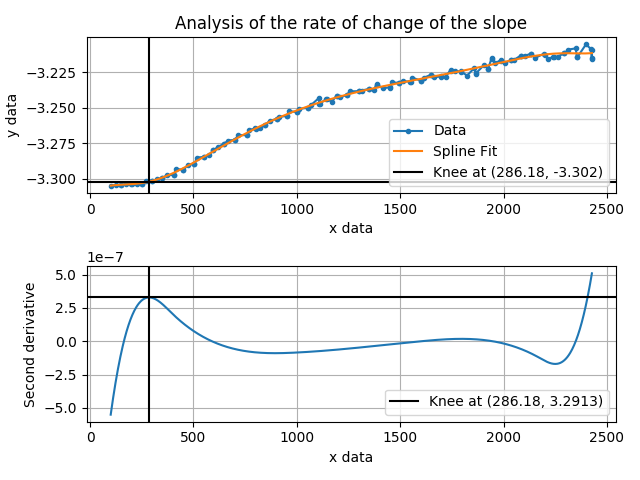 Analysis of the rate of change of the slope
y data
−3.225
−3.250
−3.275
−3.300
Data
Spline Fit
Knee at (286.18, -3.302)
0 500 1000 1500 2000 2500
x data
1e−7
Second derivative
5.0
2.5
0.0
−2.5
−5.0
Knee at (286.18, 3.2913)
0 500 1000 1500 2000 2500
x data